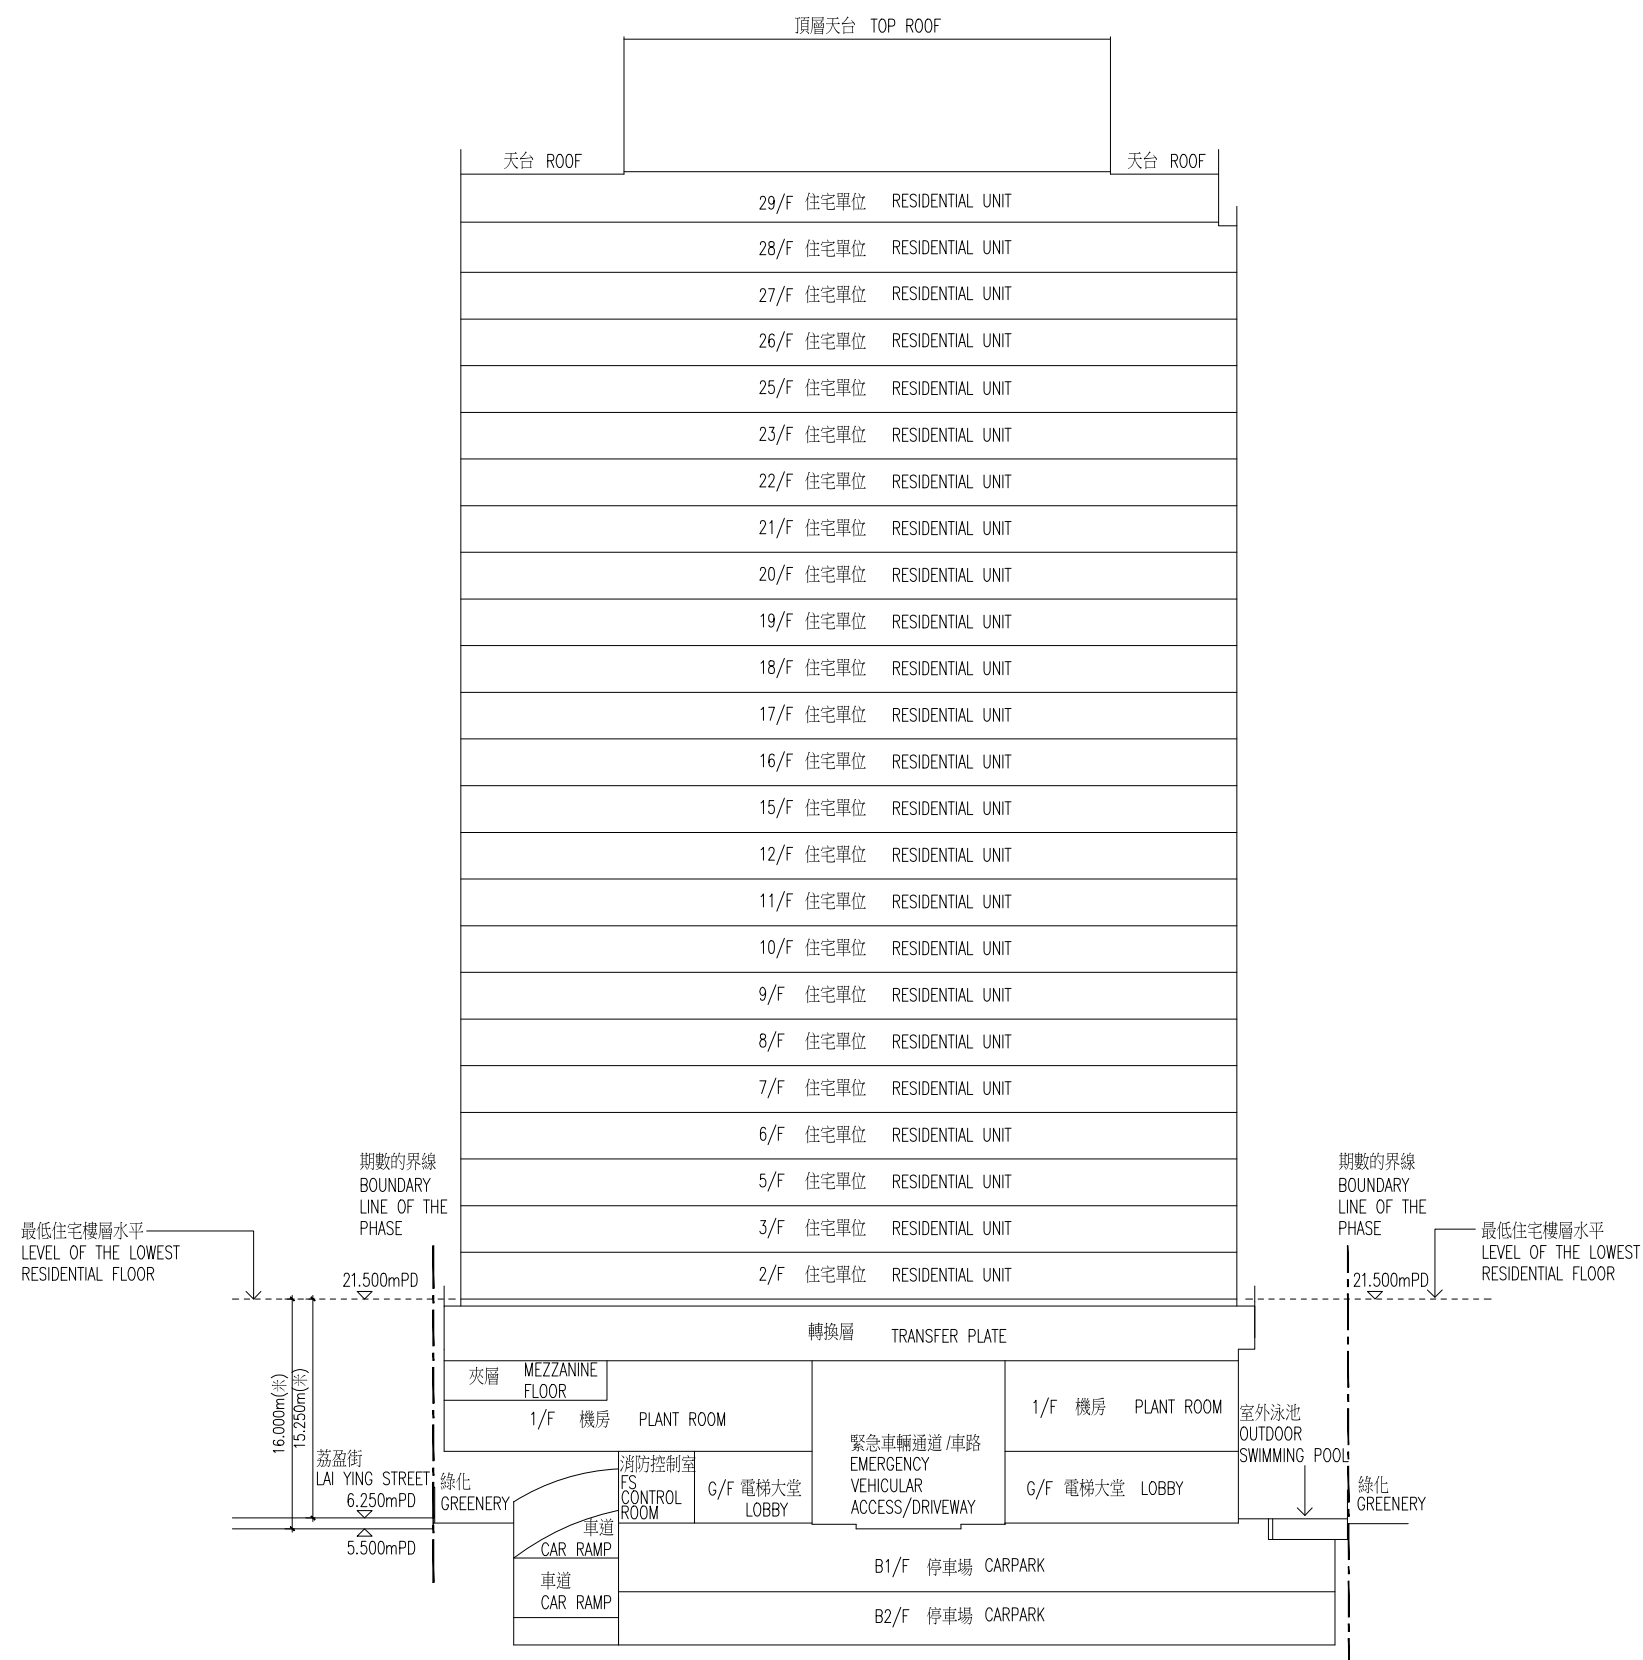 頂層天台 TOP ROOF
天台 ROOF
天台 ROOF
29/F 住宅單位 RESIDENTIAL UNIT
28/F 住宅單位 RESIDENTIAL UNIT
27/F 住宅單位 RESIDENTIAL UNIT
26/F 住宅單位 RESIDENTIAL UNIT
25/F 住宅單位 RESIDENTIAL UNIT
23/F 住宅單位 RESIDENTIAL UNIT
22/F 住宅單位 RESIDENTIAL UNIT
21/F 住宅單位 RESIDENTIAL UNIT
20/F 住宅單位 RESIDENTIAL UNIT
19/F 住宅單位 RESIDENTIAL UNIT
18/F 住宅單位 RESIDENTIAL UNIT
17/F 住宅單位 RESIDENTIAL UNIT
16/F 住宅單位 RESIDENTIAL UNIT
15/F 住宅單位 RESIDENTIAL UNIT
12/F 住宅單位 RESIDENTIAL UNIT
11/F 住宅單位 RESIDENTIAL UNIT
10/F 住宅單位 RESIDENTIAL UNIT
9/F 住宅單位 RESIDENTIAL UNIT
8/F 住宅單位 RESIDENTIAL UNIT
7/F 住宅單位 RESIDENTIAL UNIT
6/F 住宅單位 RESIDENTIAL UNIT
5/F 住宅單位 RESIDENTIAL UNIT
3/F 住宅單位 RESIDENTIAL UNIT
2/F 住宅單位 RESIDENTIAL UNIT
期數的界線
BOUNDARY
LINE OF THE
PHASE
最低住宅樓層水平
LEVEL OF THE LOWEST
RESIDENTIAL FLOOR
21.500mPD
期數的界線
BOUNDARY
LINE OF THE
PHASE
最低住宅樓層水平
LEVEL OF THE LOWEST
RESIDENTIAL FLOOR
21.500mPD
轉換層 TRANSFER PLATE
夾層 MEZZANINE
FLOOR
1/F 機房 PLANT ROOM
1/F 機房 PLANT ROOM
16.000m(米)
15.250m(米)
荔盈街
LAI YING STREET
6.250mPD
5.500mPD
綠化
GREENERY
消防控制室
FS
CONTROL
ROOM
G/F 電梯大堂
LOBBY
緊急車輛通道/車路
EMERGENCY
VEHICULAR
ACCESS/DRIVEWAY
G/F 電梯大堂 LOBBY
室外泳池
OUTDOOR
SWIMMING POOL
綠化
GREENERY
車道
CAR RAMP
車道
CAR RAMP
B1/F 停車場 CARPARK
B2/F 停車場 CARPARK